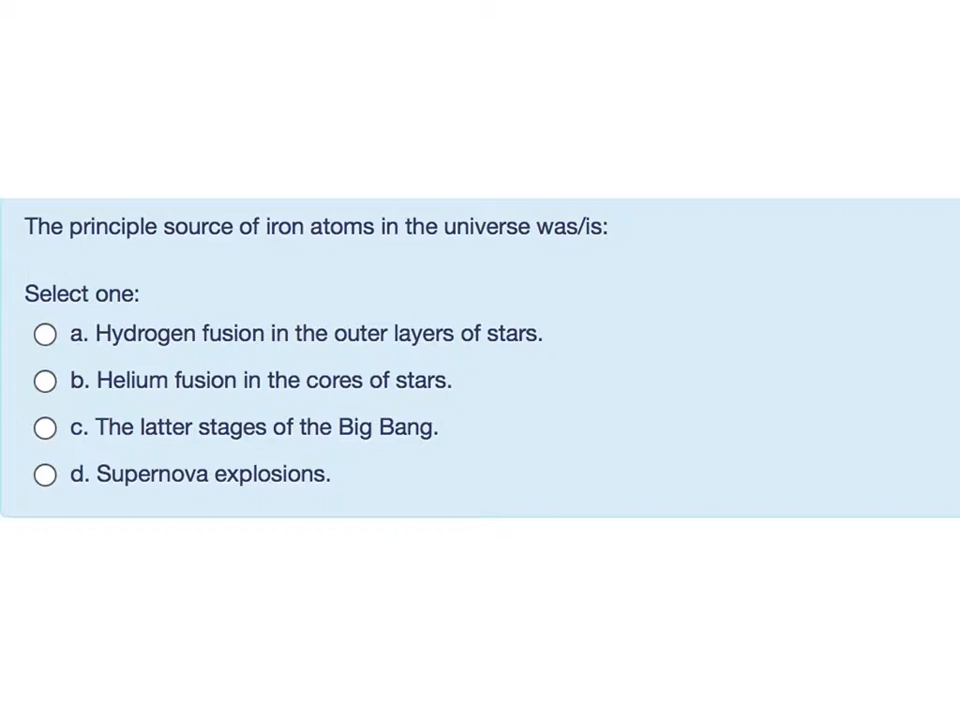 The principle source of iron atoms in the universe was/is:
Select one:
a. Hydrogen fusion in the outer layers of stars.
b. Helium fusion in the cores of stars.
c. The latter stages of the Big Bang.
d. Supernova explosions.